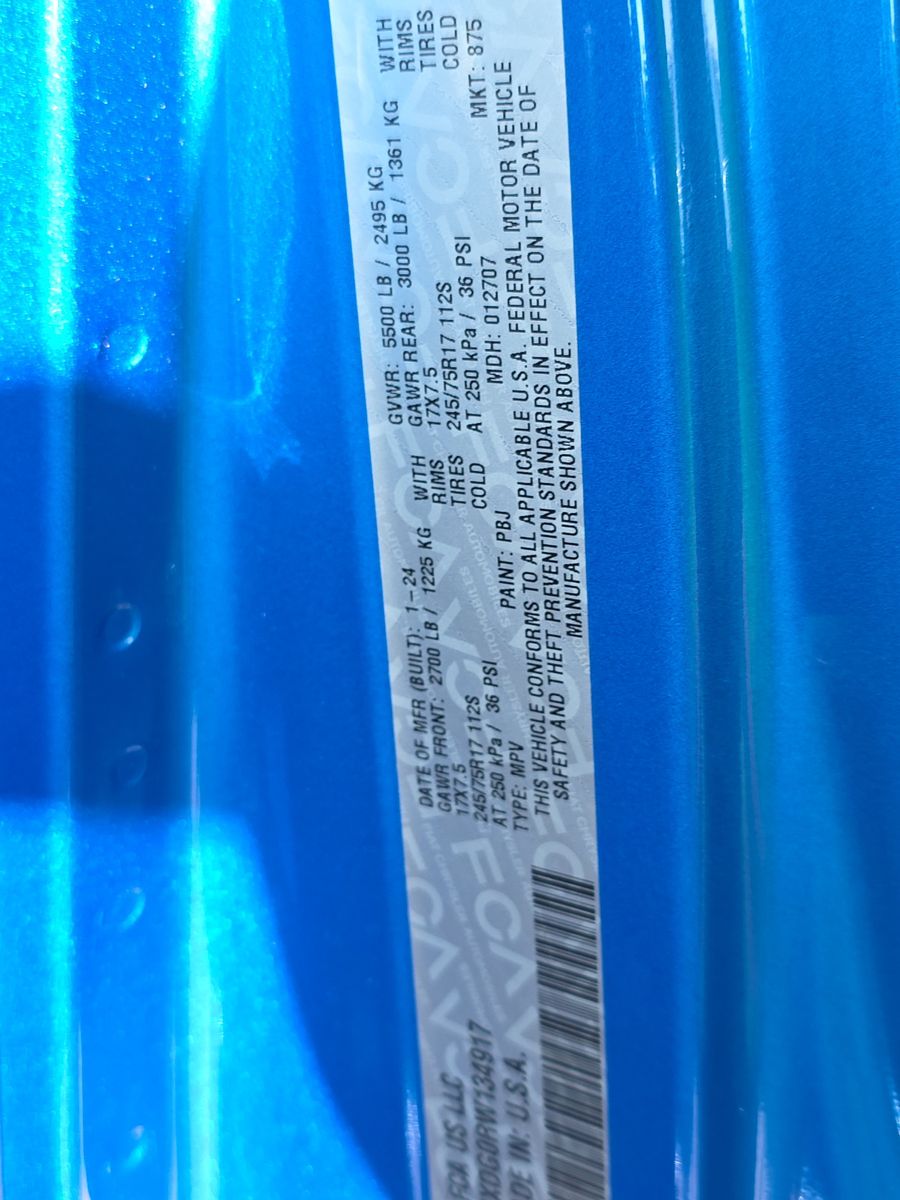 FCA US LLC
XDG0RW134917
DE IN: U.S.A.
DATE OF MFR (BUILT): 1-24 GVWR: 5500 LB / 2495 KG
GAWR FRONT: 2700 LB / 1225 KG WITH GAWR REAR: 3000 LB / 1361 KG WITH
17X7.5 RIMS 17X7.5 RIMS
245/75R17 112S TIRES 245/75R17 112S TIRES
AT 250 kPa / 36 PSI COLD AT 250 kPa / 36 PSI COLD
TYPE: MPV PAINT: PBJ MDH: 012707 MKT: 875
THIS VEHICLE CONFORMS TO ALL APPLICABLE U.S.A. FEDERAL MOTOR VEHICLE
SAFETY AND THEFT PREVENTION STANDARDS IN EFFECT ON THE DATE OF
MANUFACTURE SHOWN ABOVE.